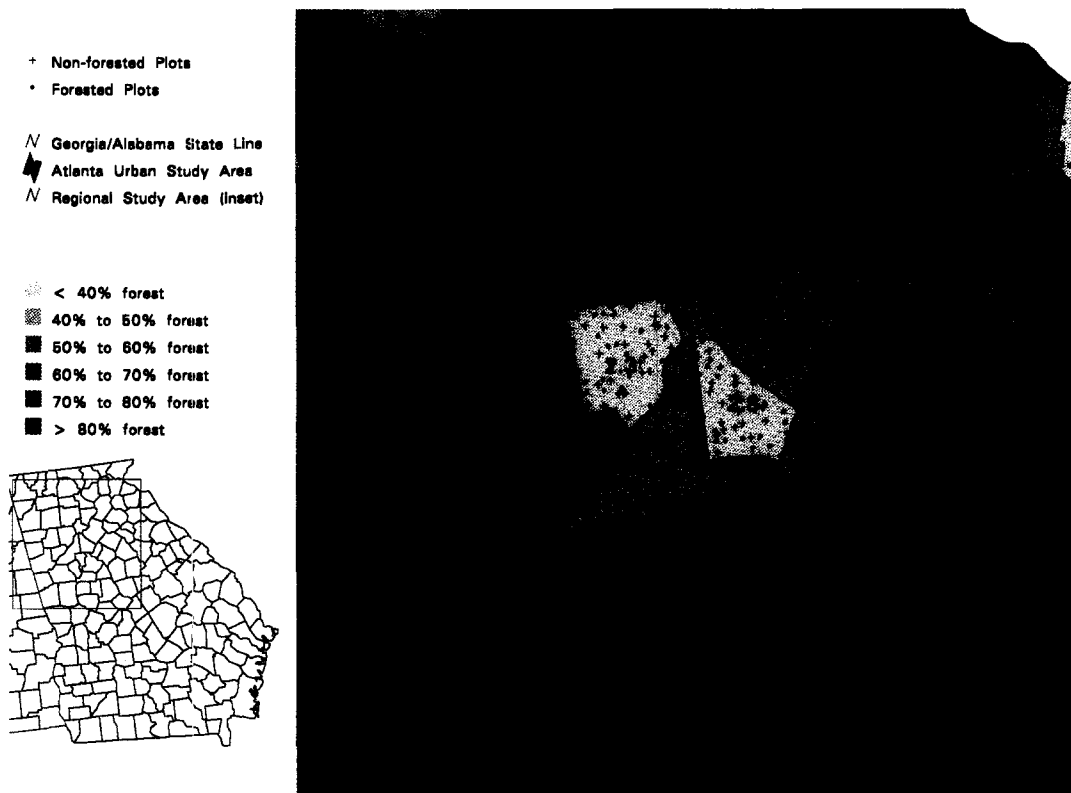 + Non-forested Plots
• Forested Plots
N Georgia/Alabama State Line
Atlanta Urban Study Area
N Regional Study Area (Inset)
< 40% forest
40% to 50% forest
50% to 60% forest
60% to 70% forest
70% to 80% forest
> 80% forest